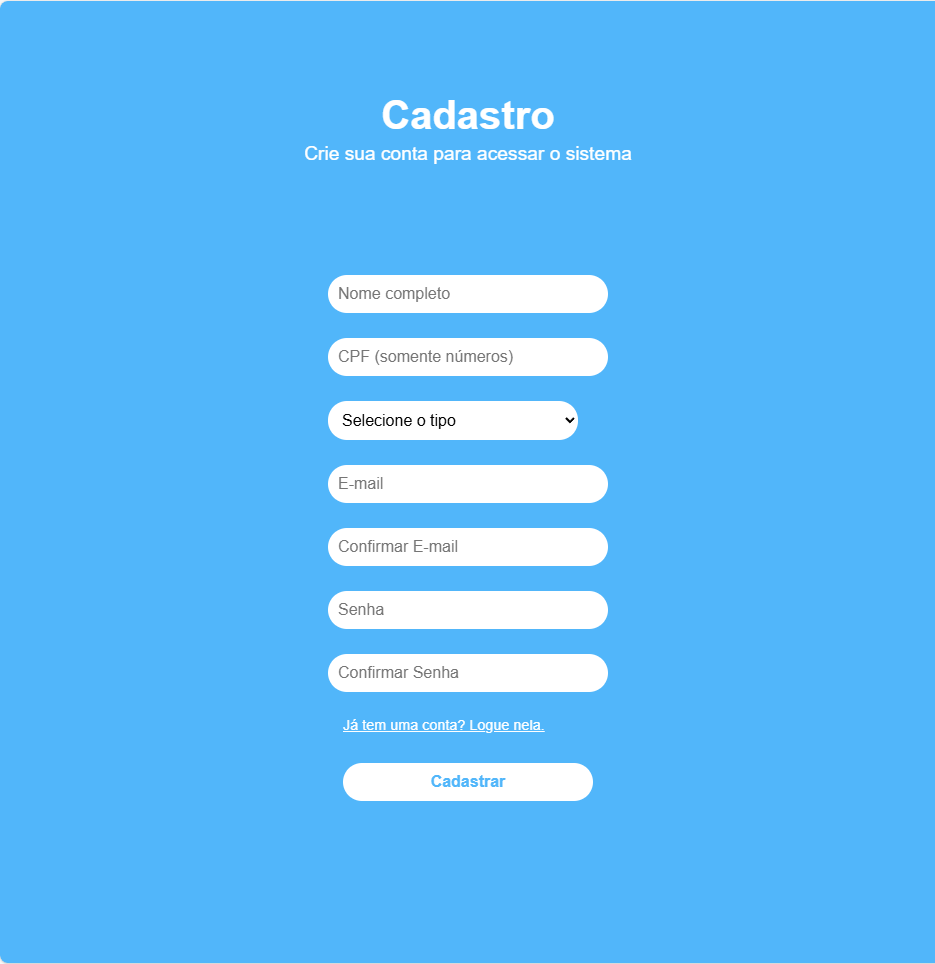 Cadastro
Crie sua conta para acessar o sistema
Nome completo
CPF (somente números)
Selecione o tipo
E-mail
Confirmar E-mail
Senha
Confirmar Senha
Já tem uma conta? Logue nela.
Cadastrar